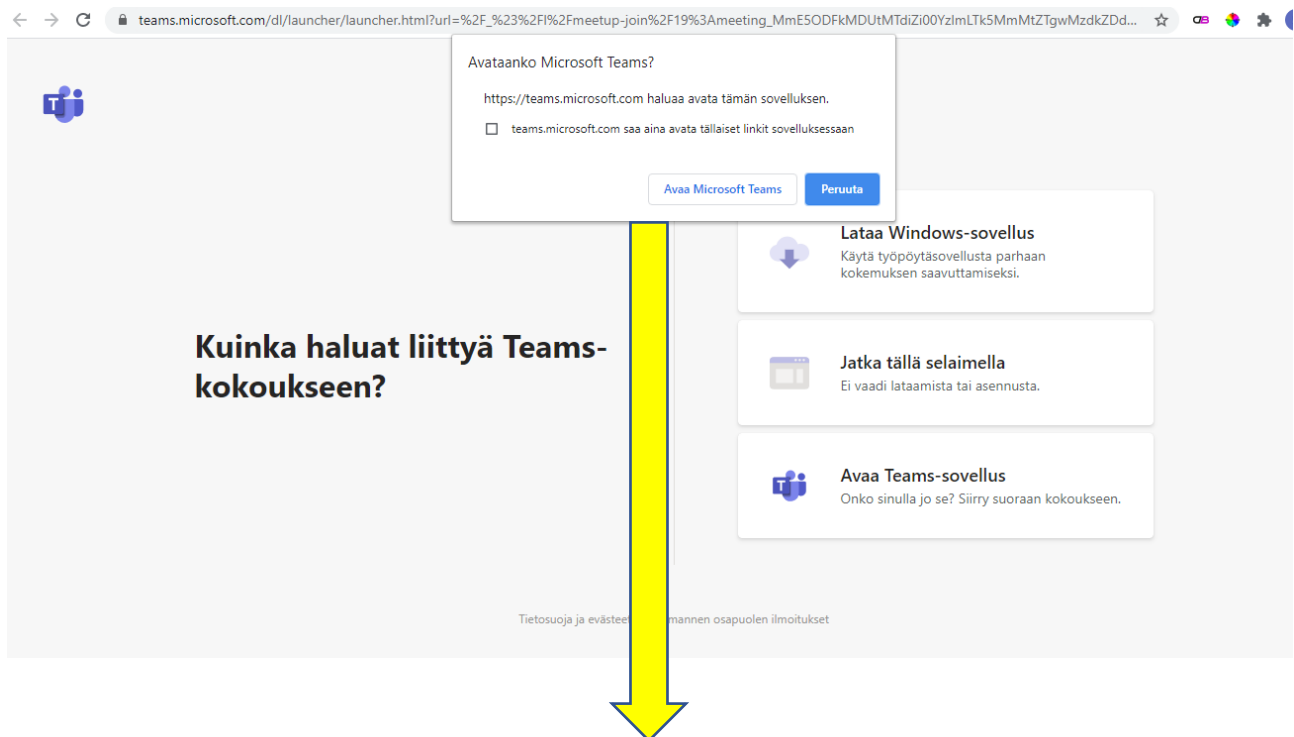 teams.microsoft.com/dl/launcher/launcher.html?url=%2F_%23%2Fl%2Fmeetup-join%2F19%3Ameeting_MmE5ODFkMDUtMTdiZi00YzlmLTk5MmMtZTgwMzdkZDd...
Avataanko Microsoft Teams?
https://teams.microsoft.com haluaa avata tämän sovelluksen.
teams.microsoft.com saa aina avata tällaiset linkit sovelluksessaan
Avaa Microsoft Teams
Peruuta
Kuinka haluat liittyä Teams-
kokoukseen?
Lataa Windows-sovellus
Käytä työpöytäsovellusta parhaan
kokemuksen saavuttamiseksi.
Jatka tällä selaimella
Ei vaadi lataamista tai asennusta.
Avaa Teams-sovellus
Onko sinulla jo se? Siirry suoraan kokoukseen.
Tietosuoja ja osapuolen ilmoitukset